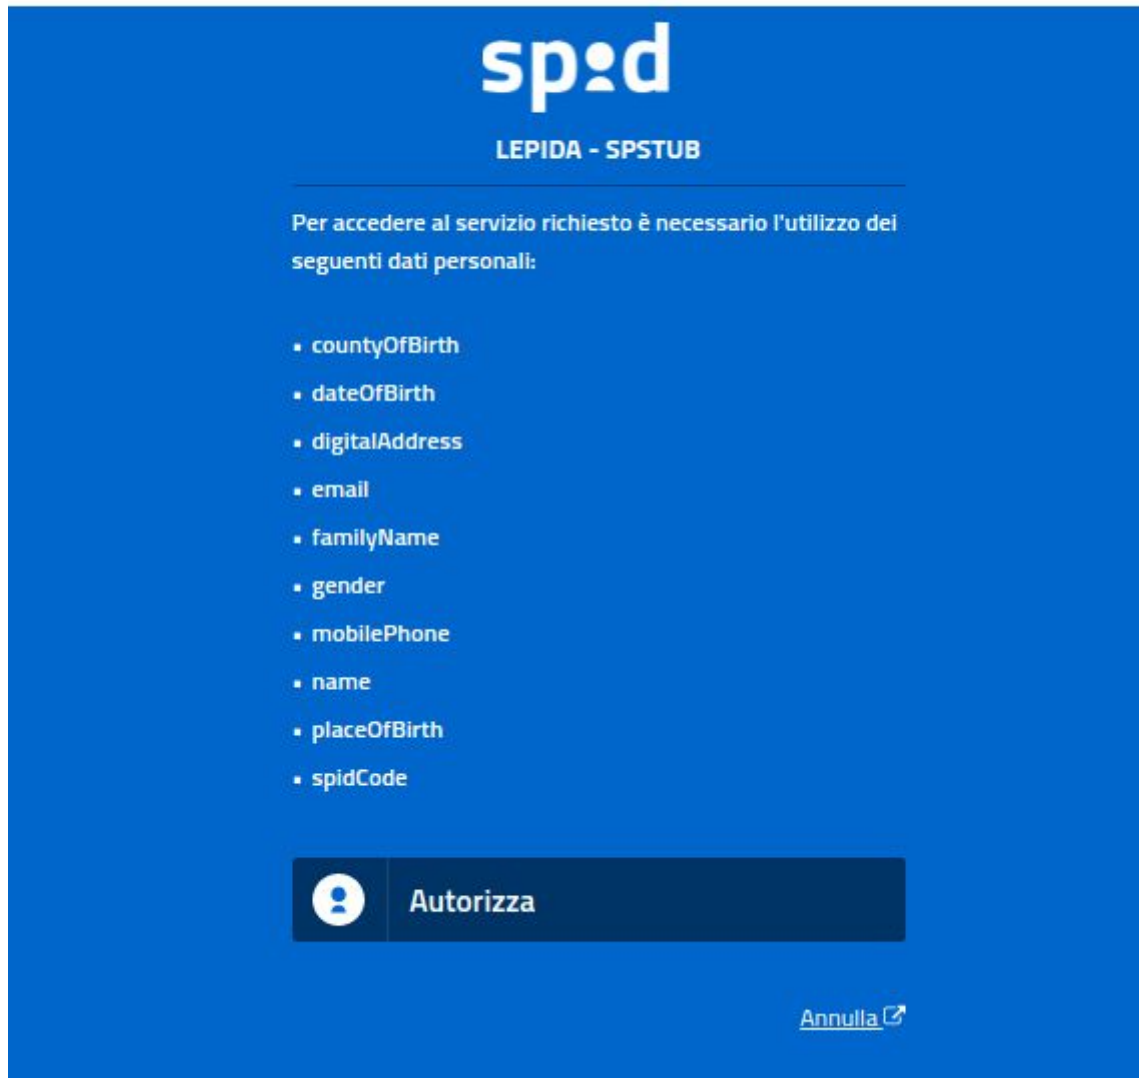 spid
LEPIDA - SPSTUB
Per accedere al servizio richiesto è necessario l'utilizzo dei
seguenti dati personali:
▪ countyOfBirth
▪ dateOfBirth
▪ digitalAddress
▪ email
▪ familyName
▪ gender
▪ mobilePhone
▪ name
▪ placeOfBirth
▪ spidCode
Autorizza
Annulla